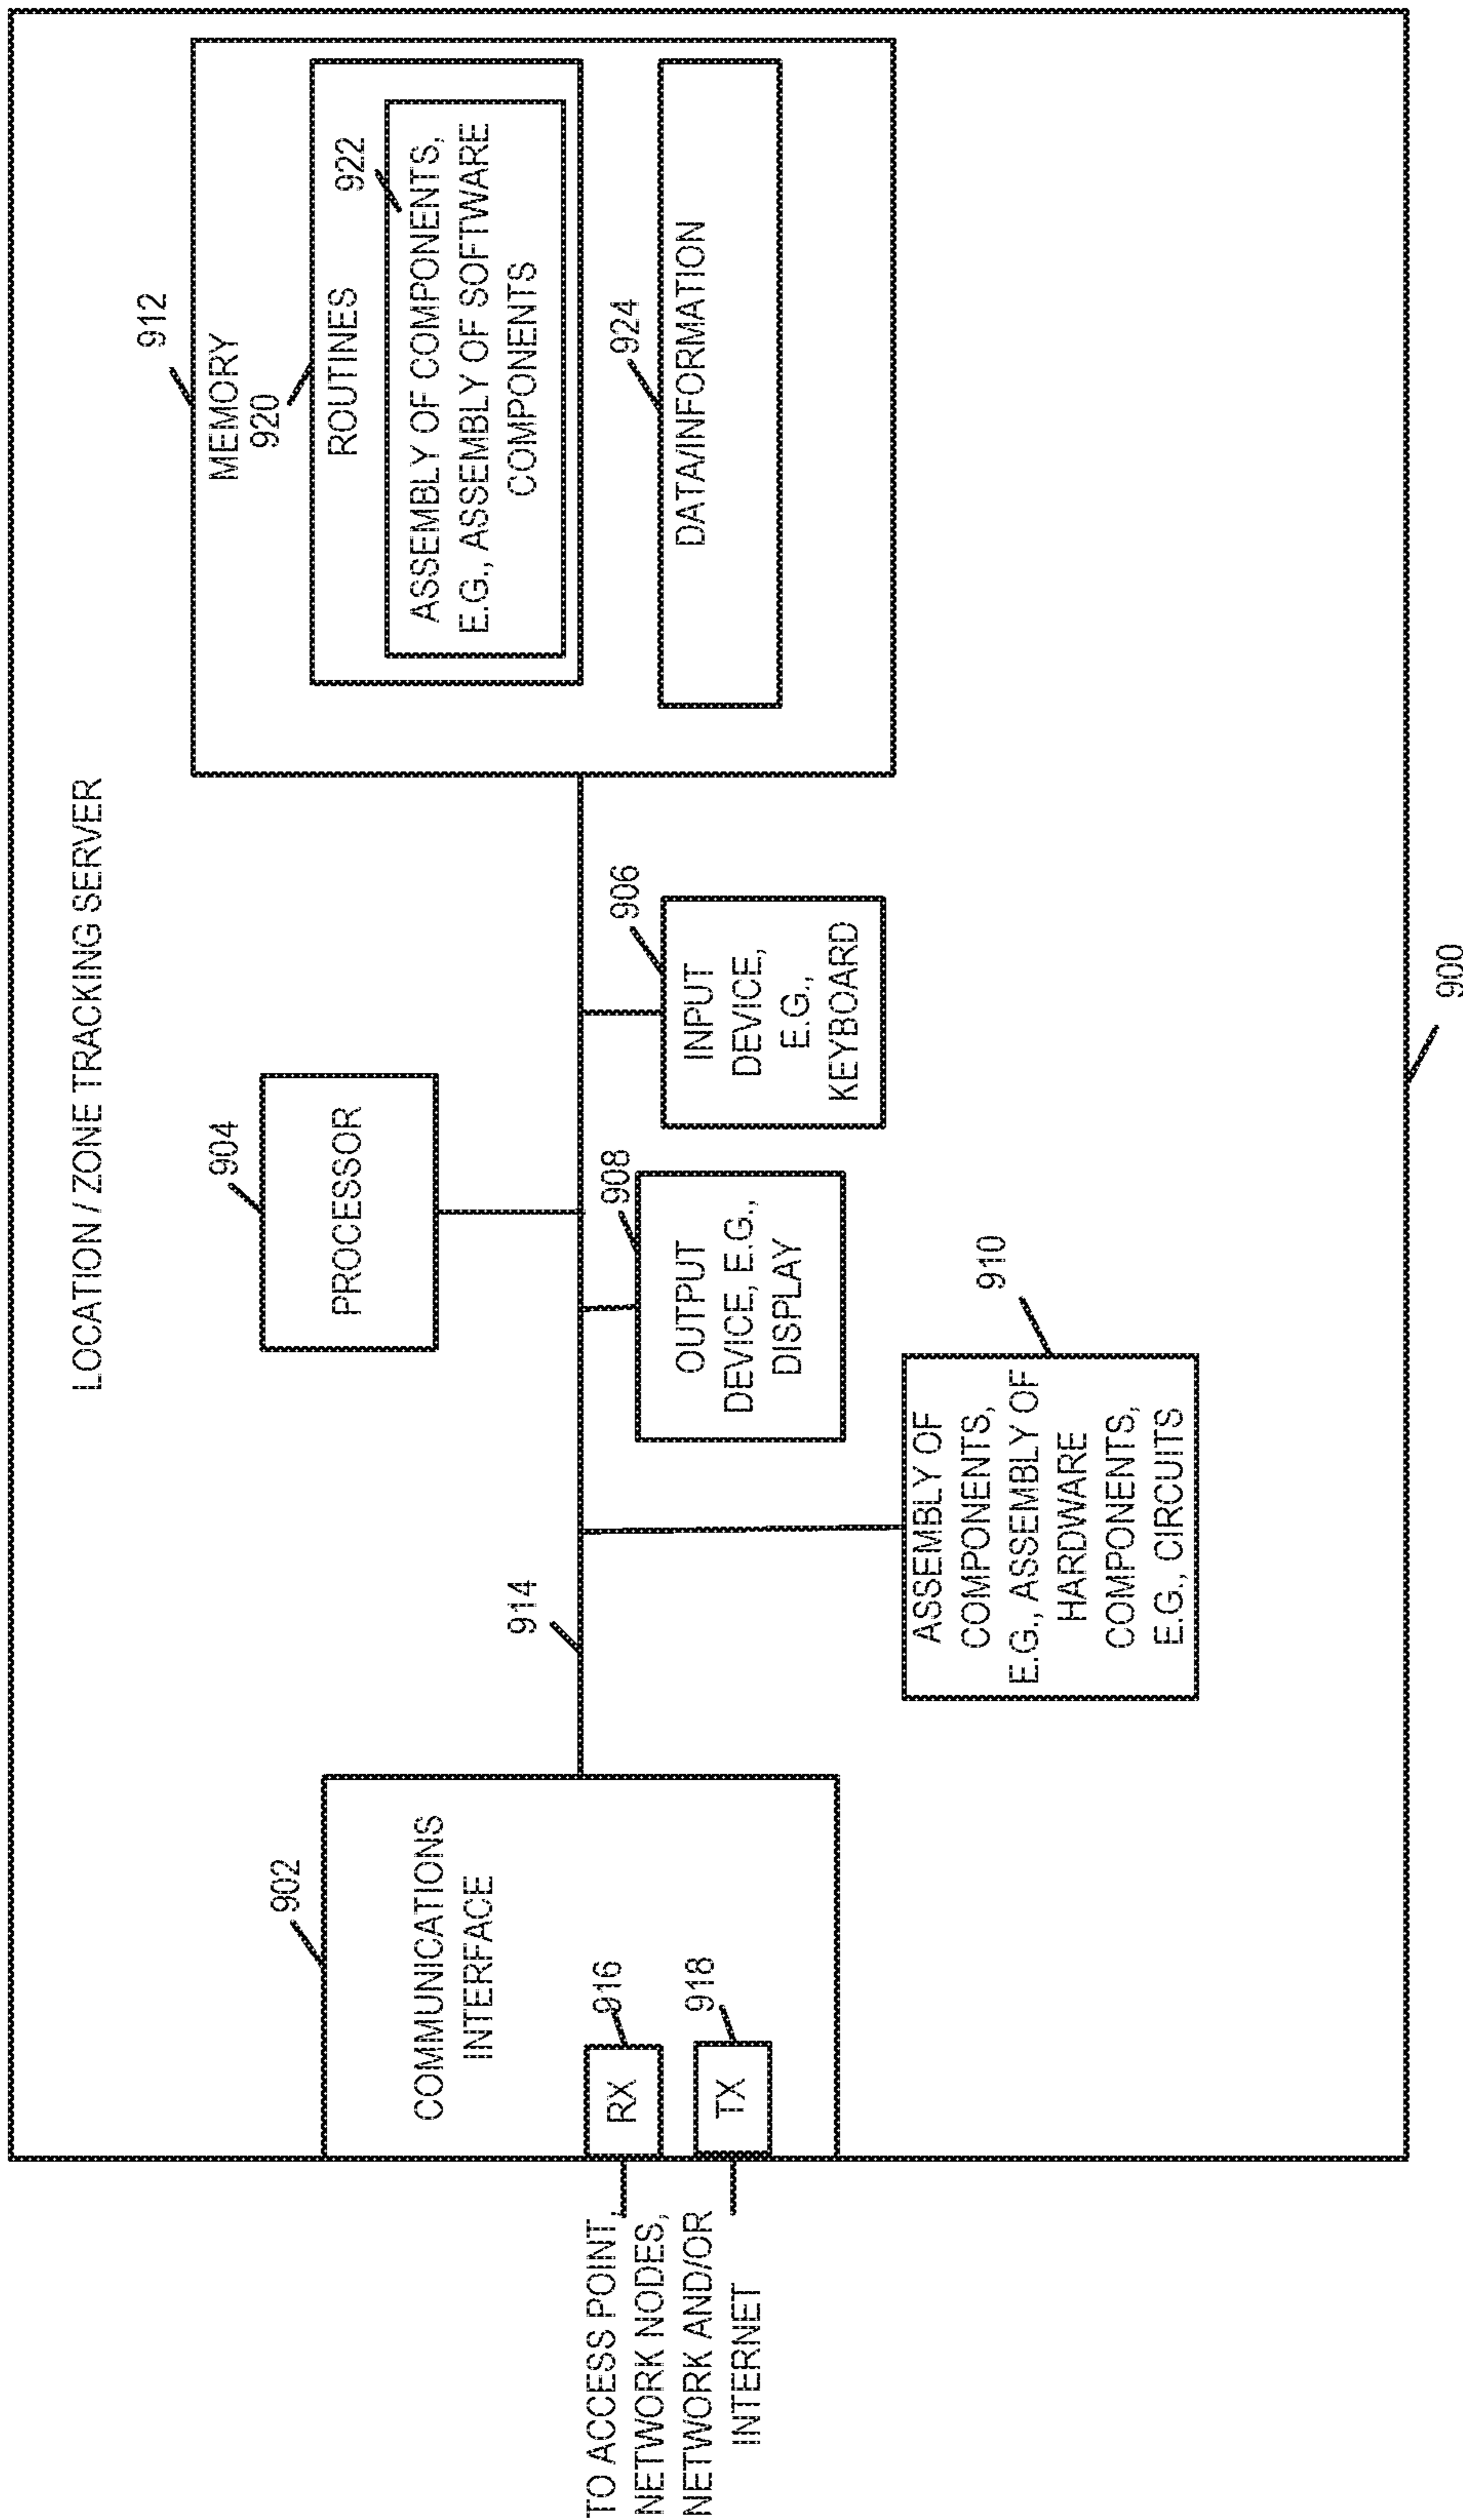 LOCATION / ZONE TRACKING SERVER
902
COMMUNICATIONS
INTERFACE
RX
916
TX
918
TO ACCESS POINT,
NETWORK NODES,
NETWORK AND/OR
INTERNET
914
904
PROCESSOR
908
OUTPUT
DEVICE, E.G.,
DISPLAY
906
INPUT
DEVICE,
E.G.,
KEYBOARD
910
ASSEMBLY OF
COMPONENTS,
E.G., ASSEMBLY OF
HARDWARE
COMPONENTS,
E.G., CIRCUITS
912
MEMORY
920
ROUTINES
922
ASSEMBLY OF COMPONENTS,
E.G., ASSEMBLY OF SOFTWARE
COMPONENTS
924
DATA/INFORMATION
900